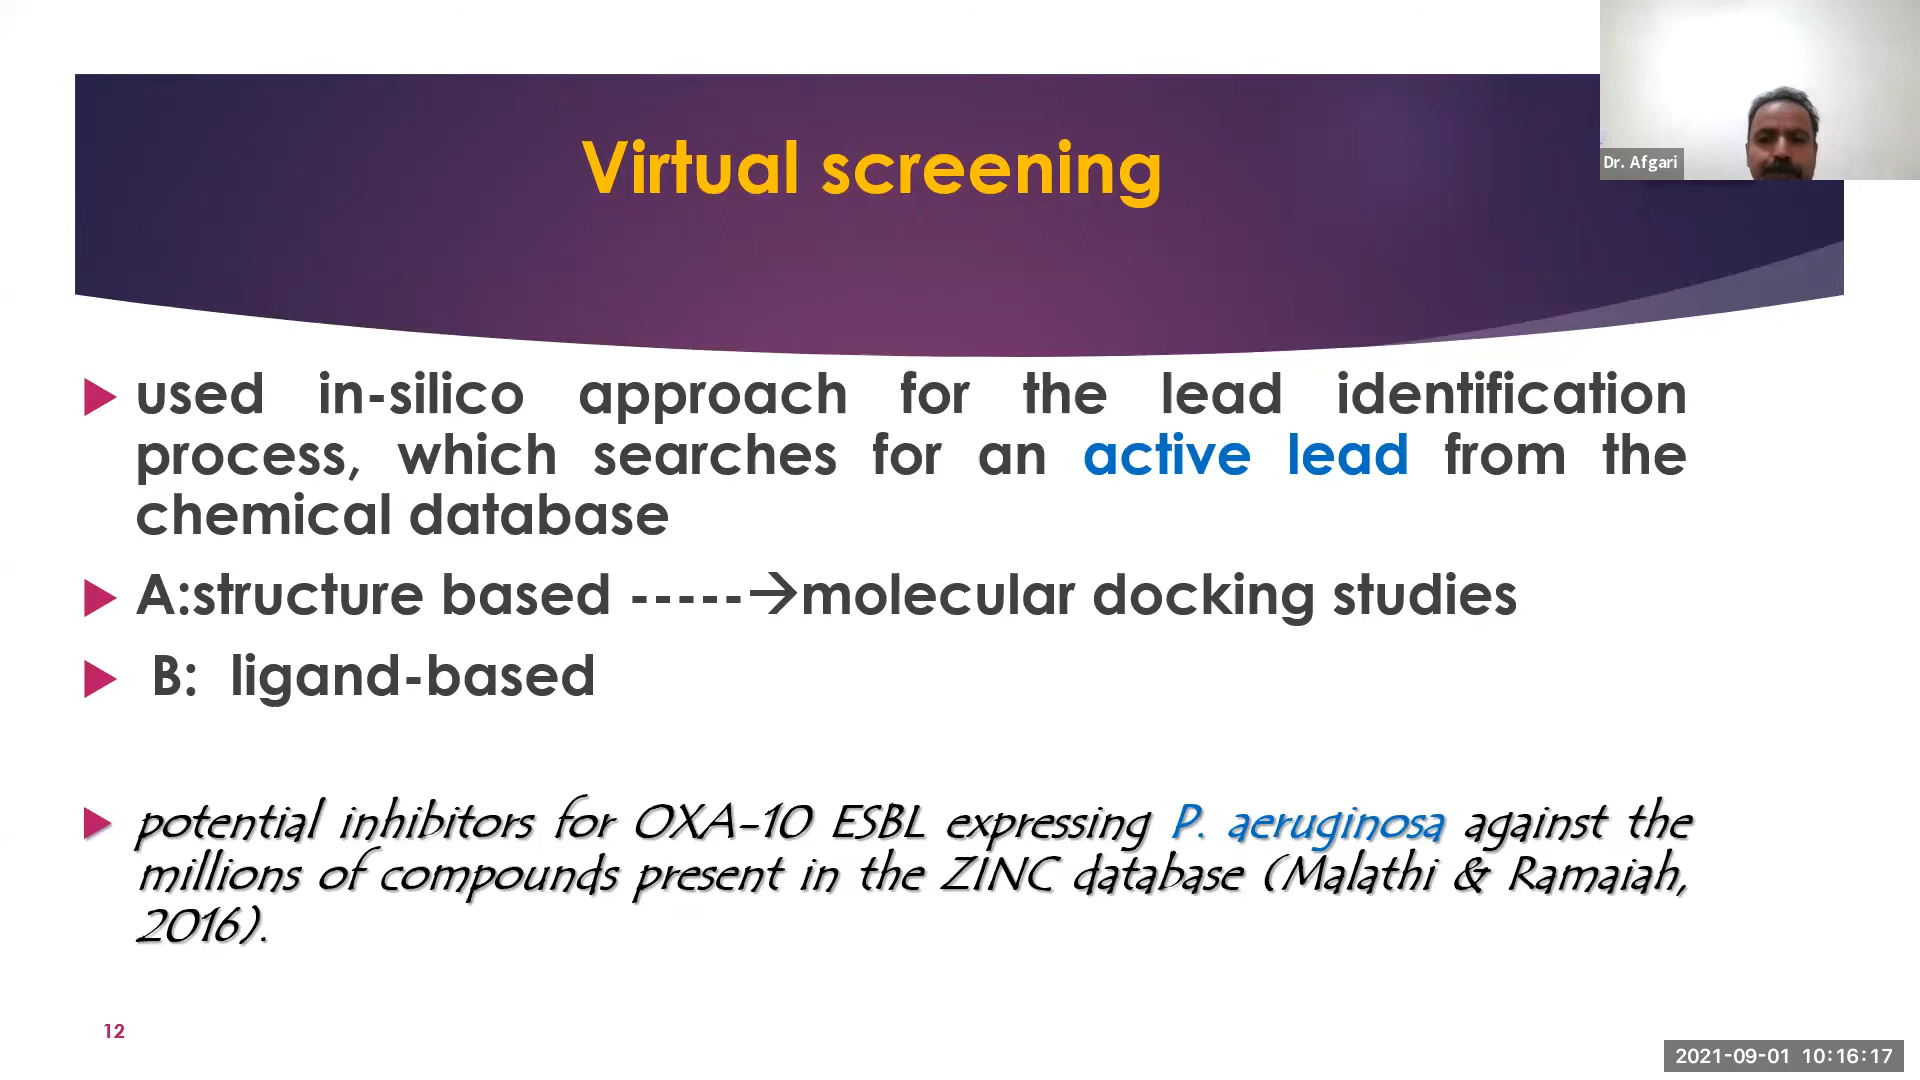 Virtual screening
Dr. Afgari
used in-silico approach for the lead identification
process, which searches for an active lead from the
chemical database
A:structure based -----→molecular docking studies
B: ligand-based
potential inhibitors for OXA-10 ESBL expressing P. aeruginosa against the
millions of compounds present in the ZINC database (Malathi & Ramaiah,
2016).
12
2021-09-01 10:16:17